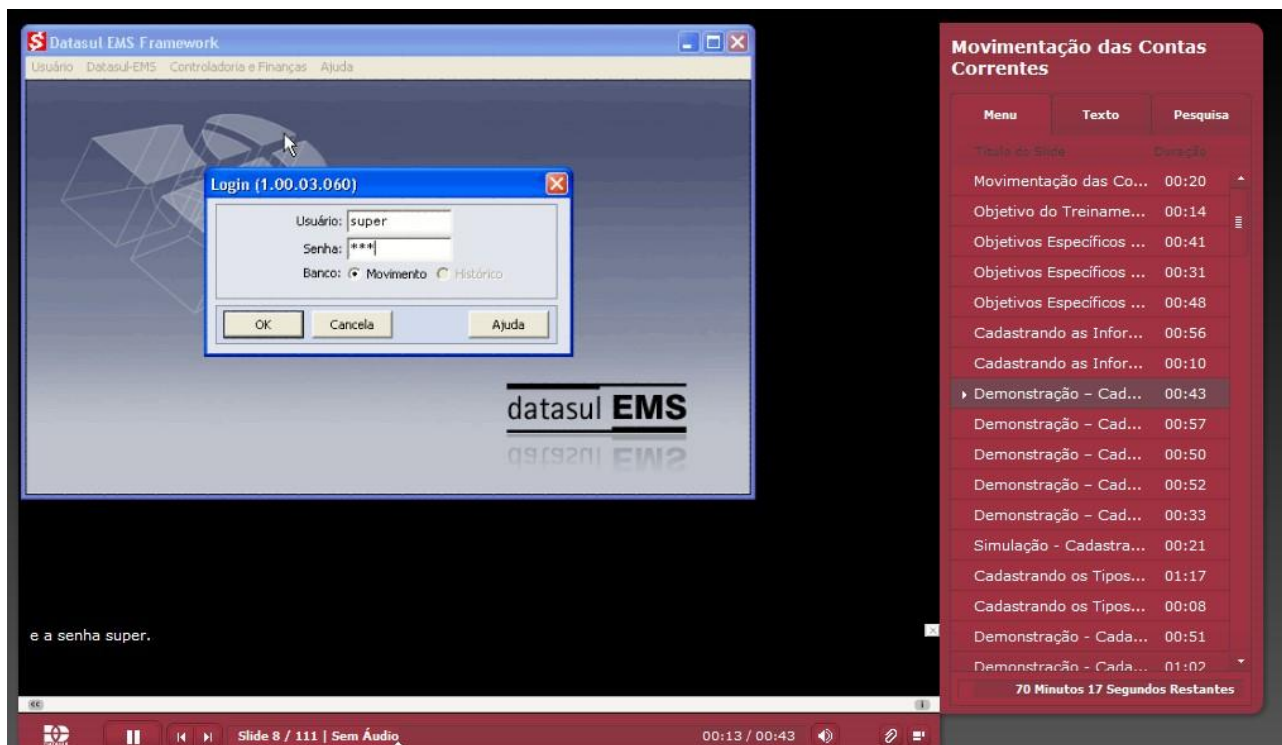 Datasul EMS Framework
Usuário Datasul-EMS Controladoria e Finanças Ajuda
Login (1.00.03.060)
Usuário: super
Senha: ***
Banco: Movimento Histórico
OK Cancela Ajuda
datasul EMS
e a senha super.
Slide 8 / 111 | Sem Áudio
00:13 / 00:43
Movimentação das Contas
Correntes
Menu Texto Pesquisa
Título do Slide Duração
Movimentação das Co... 00:20
Objetivo do Treiname... 00:14
Objetivos Específicos ... 00:41
Objetivos Específicos ... 00:31
Objetivos Específicos ... 00:48
Cadastrando as Infor... 00:56
Cadastrando as Infor... 00:10
Demonstração – Cad... 00:43
Demonstração – Cad... 00:57
Demonstração – Cad... 00:50
Demonstração – Cad... 00:52
Demonstração – Cad... 00:33
Simulação - Cadastra... 00:21
Cadastrando os Tipos... 01:17
Cadastrando os Tipos... 00:08
Demonstração - Cada... 00:51
Demonstração - Cada... 01:02
70 Minutos 17 Segundos Restantes